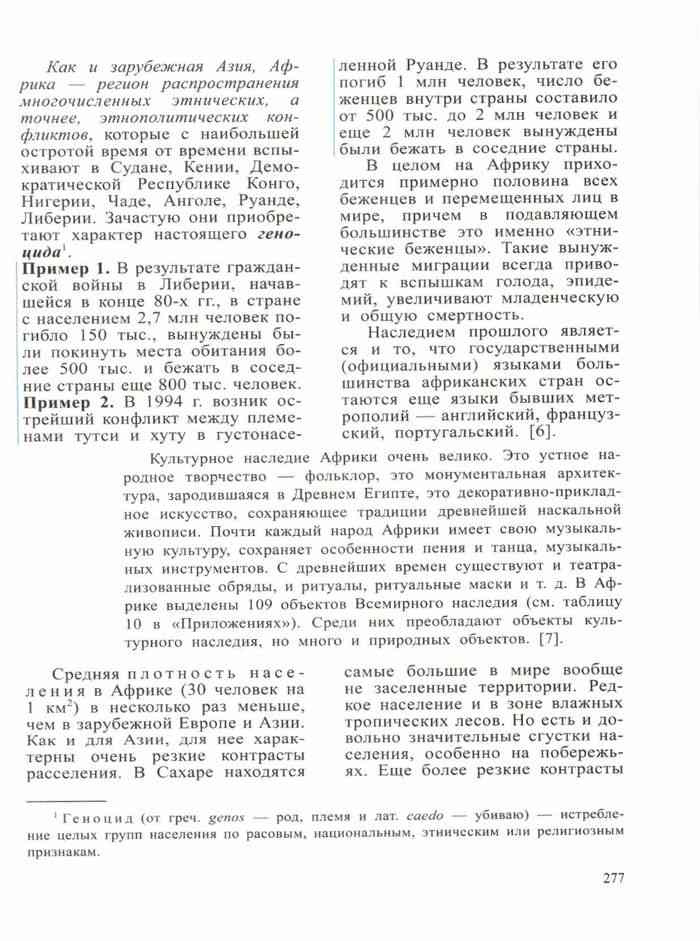 Как и зарубежная Азия, Аф-
рика — регион распространения
многочисленных этнических, а
точнее, этнополитических кон-
фликтов, которые с наибольшей
остротой время от времени вспы-
хивают в Судане, Кении, Демо-
кратической Республике Конго,
Нигерии, Чаде, Анголе, Руанде,
Либерии. Зачастую они приобре-
тают характер настоящего гено-
цида¹.
Пример 1. В результате граждан-
ской войны в Либерии, начав-
шейся в конце 80-х гг., в стране
с населением 2,7 млн человек по-
гибло 150 тыс., вынуждены бы-
ли покинуть места обитания бо-
лее 500 тыс. и бежать в сосед-
ние страны еще 800 тыс. человек.
Пример 2. В 1994 г. возник ос-
трейший конфликт между племе-
нами тутси и хуту в густонасе-
ленной Руанде. В результате его
погиб 1 млн человек, число бе-
женцев внутри страны составило
от 500 тыс. до 2 млн человек и
еще 2 млн человек вынуждены
были бежать в соседние страны.
В целом на Африку прихо-
дится примерно половина всех
беженцев и перемещенных лиц в
мире, причем в подавляющем
большинстве это именно «этни-
ческие беженцы». Такие вынуж-
денные миграции всегда приво-
дят к вспышкам голода, эпиде-
мий, увеличивают младенческую
и общую смертность.
Наследием прошлого являет-
ся и то, что государственными
(официальными) языками боль-
шинства африканских стран ос-
таются еще языки бывших мет-
рополий — английский, француз-
ский, португальский. [6].
Культурное наследие Африки очень велико. Это устное на-
родное творчество — фольклор, это монументальная архитек-
тура, зародившаяся в Древнем Египте, это декоративно-приклад-
ное искусство, сохраняющее традиции древнейшей наскальной
живописи. Почти каждый народ Африки имеет свою музыкаль-
ную культуру, сохраняет особенности пения и танца, музыкаль-
ных инструментов. С древнейших времен существуют и театра-
лизованные обряды, и ритуалы, ритуальные маски и т. д. В Аф-
рике выделены 109 объектов Всемирного наследия (см. таблицу
10 в «Приложениях»). Среди них преобладают объекты куль-
турного наследия, но много и природных объектов. [7].
Средняя плотность насе-
ления в Африке (30 человек на
1 км²) в несколько раз меньше,
чем в зарубежной Европе и Азии.
Как и для Азии, для нее харак-
терны очень резкие контрасты
расселения. В Сахаре находятся
самые большие в мире вообще
не заселенные территории. Ред-
кое население и в зоне влажных
тропических лесов. Но есть и до-
вольно значительные сгустки на-
селения, особенно на побережь-
ях. Еще более резкие контрасты
¹ Геноцид (от греч. genos — род, племя и лат. caedo — убиваю) — истребле-
ние целых групп населения по расовым, национальным, этническим или религиозным
признакам.
277